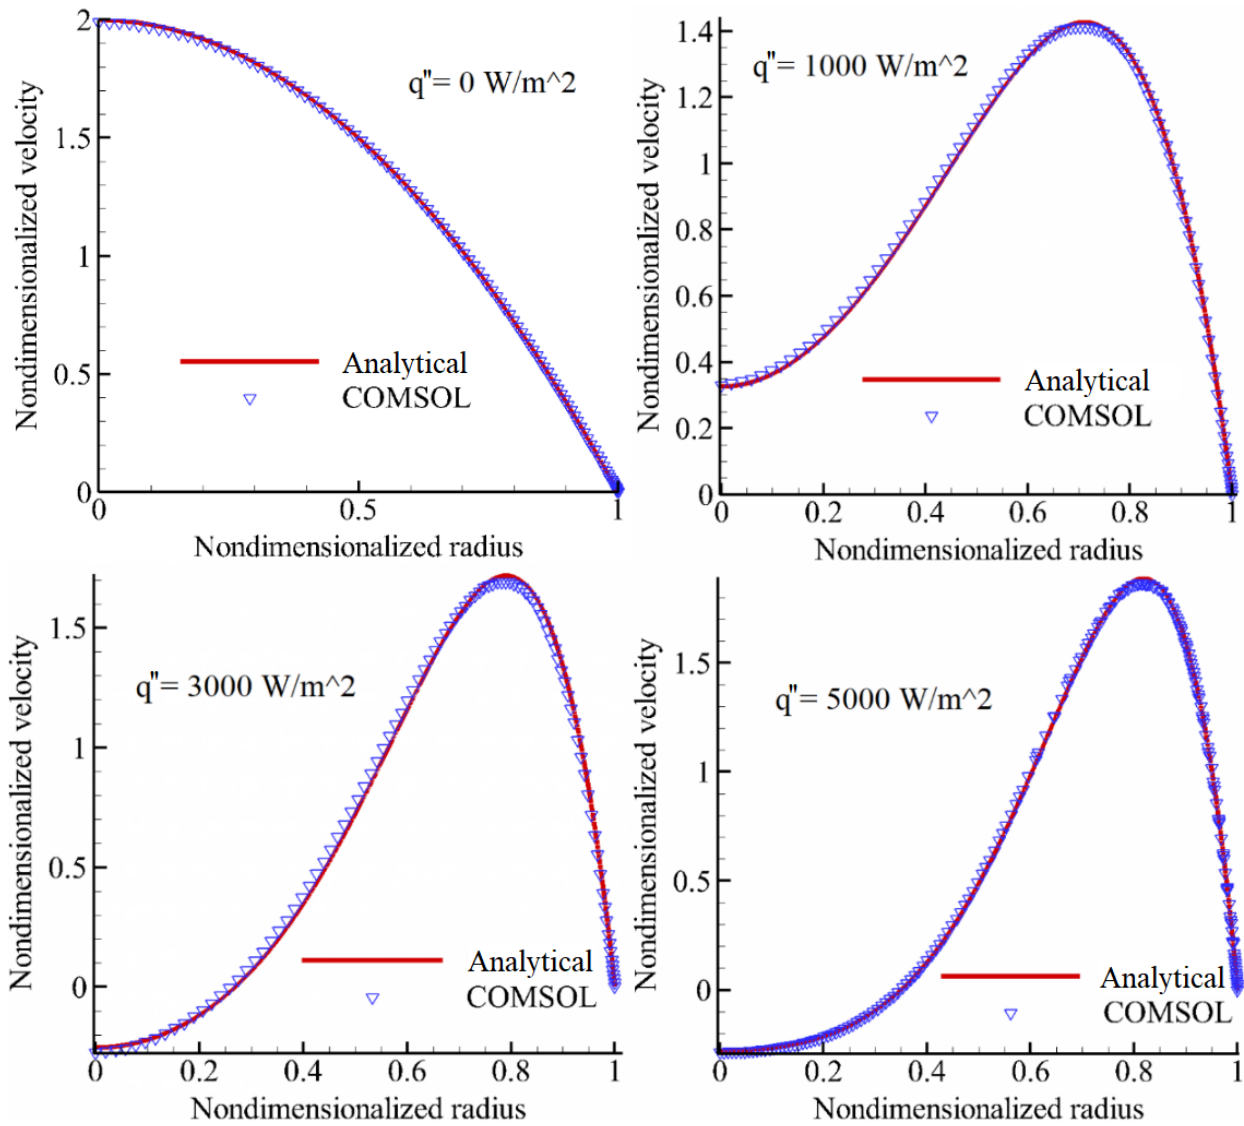 2
1.5
1
0.5
0
Nondimensionalized velocity
q"= 0 W/m^2
Analytical
COMSOL
0
0.5
1
Nondimensionalized radius
1.4
1.2
1
0.8
0.6
0.4
0.2
0
Nondimensionalized velocity
q"= 1000 W/m^2
Analytical
COMSOL
0
0.2
0.4
0.6
0.8
1
Nondimensionalized radius
1.5
1
0.5
0
Nondimensionalized velocity
q"= 3000 W/m^2
Analytical
COMSOL
0
0.2
0.4
0.6
0.8
1
Nondimensionalized radius
1.5
1
0.5
0
Nondimensionalized velocity
q"= 5000 W/m^2
Analytical
COMSOL
0
0.2
0.4
0.6
0.8
1
Nondimensionalized radius